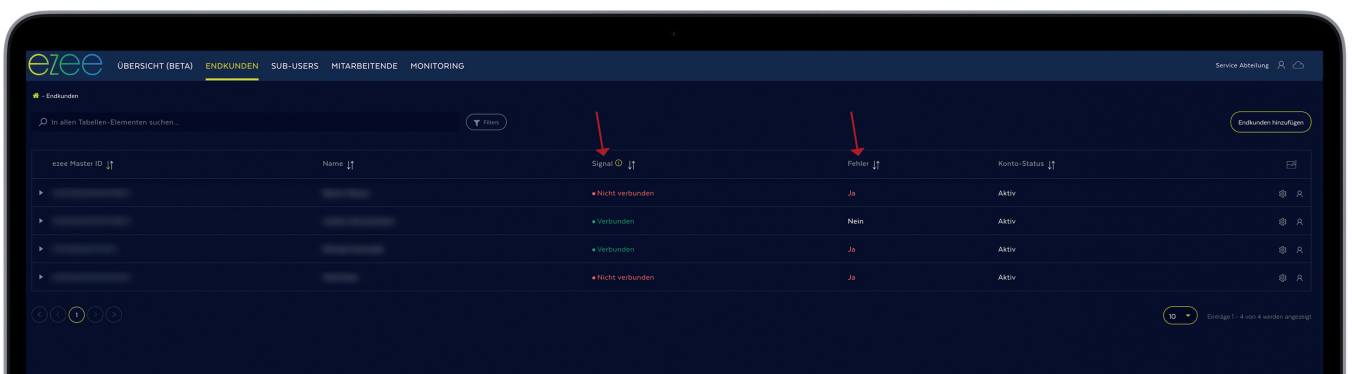 ezee ÜBERSICHT (BETA) ENDKUNDEN SUB-USERS MITARBEITENDE MONITORING Service Abteilung
- Endkunden
In allen Tabellen-Elementen suchen... Filters Endkunden hinzufügen
ezee Master ID Name Signal Fehler Konto-Status
Nicht verbunden Ja Aktiv
Verbunden Nein Aktiv
Verbunden Ja Aktiv
Nicht verbunden Ja Aktiv
1 10 Einträge 1 - 4 von 4 werden angezeigt